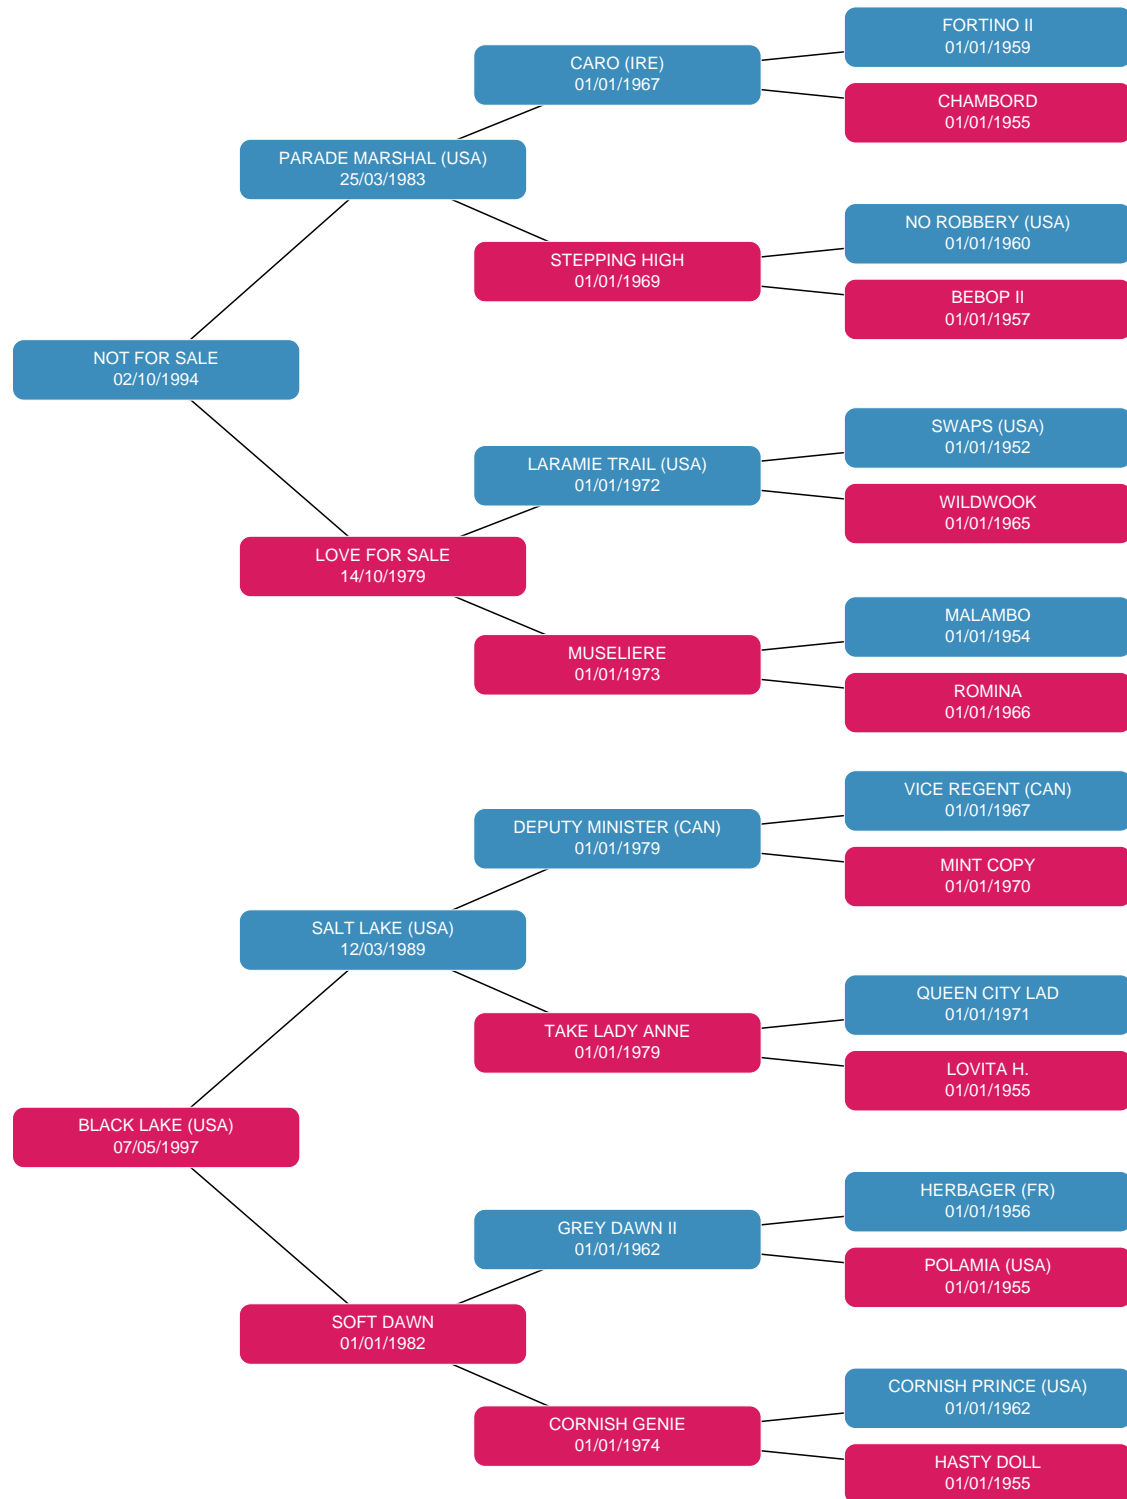 FORTINO II
01/01/1959
CARO (IRE)
01/01/1967
CHAMBORD
01/01/1955
PARADE MARSHAL (USA)
25/03/1983
NO ROBBERY (USA)
01/01/1960
STEPPING HIGH
01/01/1969
BEBOP II
01/01/1957
NOT FOR SALE
02/10/1994
SWAPS (USA)
01/01/1952
LARAMIE TRAIL (USA)
01/01/1972
WILDWOOK
01/01/1965
LOVE FOR SALE
14/10/1979
MALAMBO
01/01/1954
MUSELIERE
01/01/1973
ROMINA
01/01/1966
VICE REGENT (CAN)
01/01/1967
DEPUTY MINISTER (CAN)
01/01/1979
MINT COPY
01/01/1970
SALT LAKE (USA)
12/03/1989
QUEEN CITY LAD
01/01/1971
TAKE LADY ANNE
01/01/1979
LOVITA H.
01/01/1955
BLACK LAKE (USA)
07/05/1997
HERBAGER (FR)
01/01/1956
GREY DAWN II
01/01/1962
POLAMIA (USA)
01/01/1955
SOFT DAWN
01/01/1982
CORNISH PRINCE (USA)
01/01/1962
CORNISH GENIE
01/01/1974
HASTY DOLL
01/01/1955